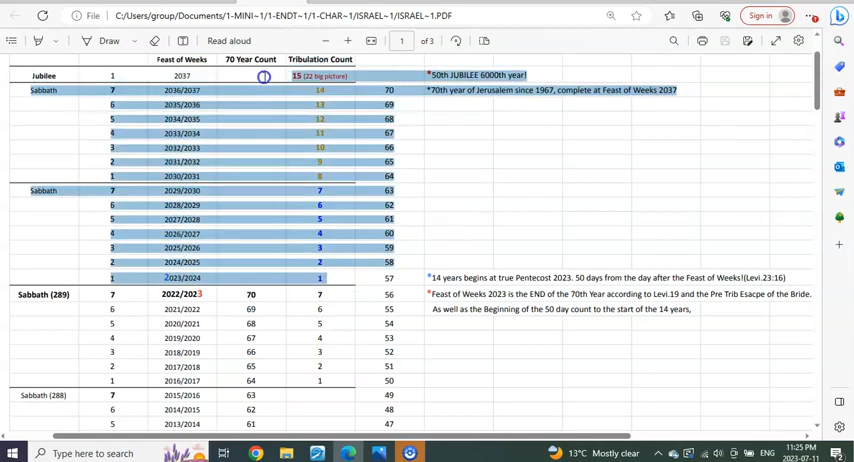 File
C:/Users/group/Documents/1-MINI~1/1-ENDT~1/1-CHAR~1/ISRAEL~1/ISRAEL~1.PDF
Sign in
Draw
Read aloud
1 of 3
Feast of Weeks 70 Year Count Tribulation Count
Jubilee 1 2037 15 (22 big picture) *50th JUBILEE 6000th year!
Sabbath 7 2036/2037 14 70 *70th year of Jerusalem since 1967, complete at Feast of Weeks 2037
6 2035/2036 13 69
5 2034/2035 12 68
4 2033/2034 11 67
3 2032/2033 10 66
2 2031/2032 9 65
1 2030/2031 8 64
Sabbath 7 2029/2030 7 63
6 2028/2029 6 62
5 2027/2028 5 61
4 2026/2027 4 60
3 2025/2026 3 59
2 2024/2025 2 58
1 2023/2024 1 57 *14 years begins at true Pentecost 2023. 50 days from the day after the Feast of Weeks!(Levi.23:16)
Sabbath (289) 7 2022/2023 70 7 56 *Feast of Weeks 2023 is the END of the 70th Year according to Levi.19 and the Pre Trib Esacpe of the Bride.
6 2021/2022 69 6 55 As well as the Beginning of the 50 day count to the start of the 14 years,
5 2020/2021 68 5 54
4 2019/2020 67 4 53
3 2018/2019 66 3 52
2 2017/2018 65 2 51
1 2016/2017 64 1 50
Sabbath (288) 7 2015/2016 63 49
6 2014/2015 62 48
5 2013/2014 61 47
Type here to search
13°C Mostly clear
11:25 PM
2023-07-11
2